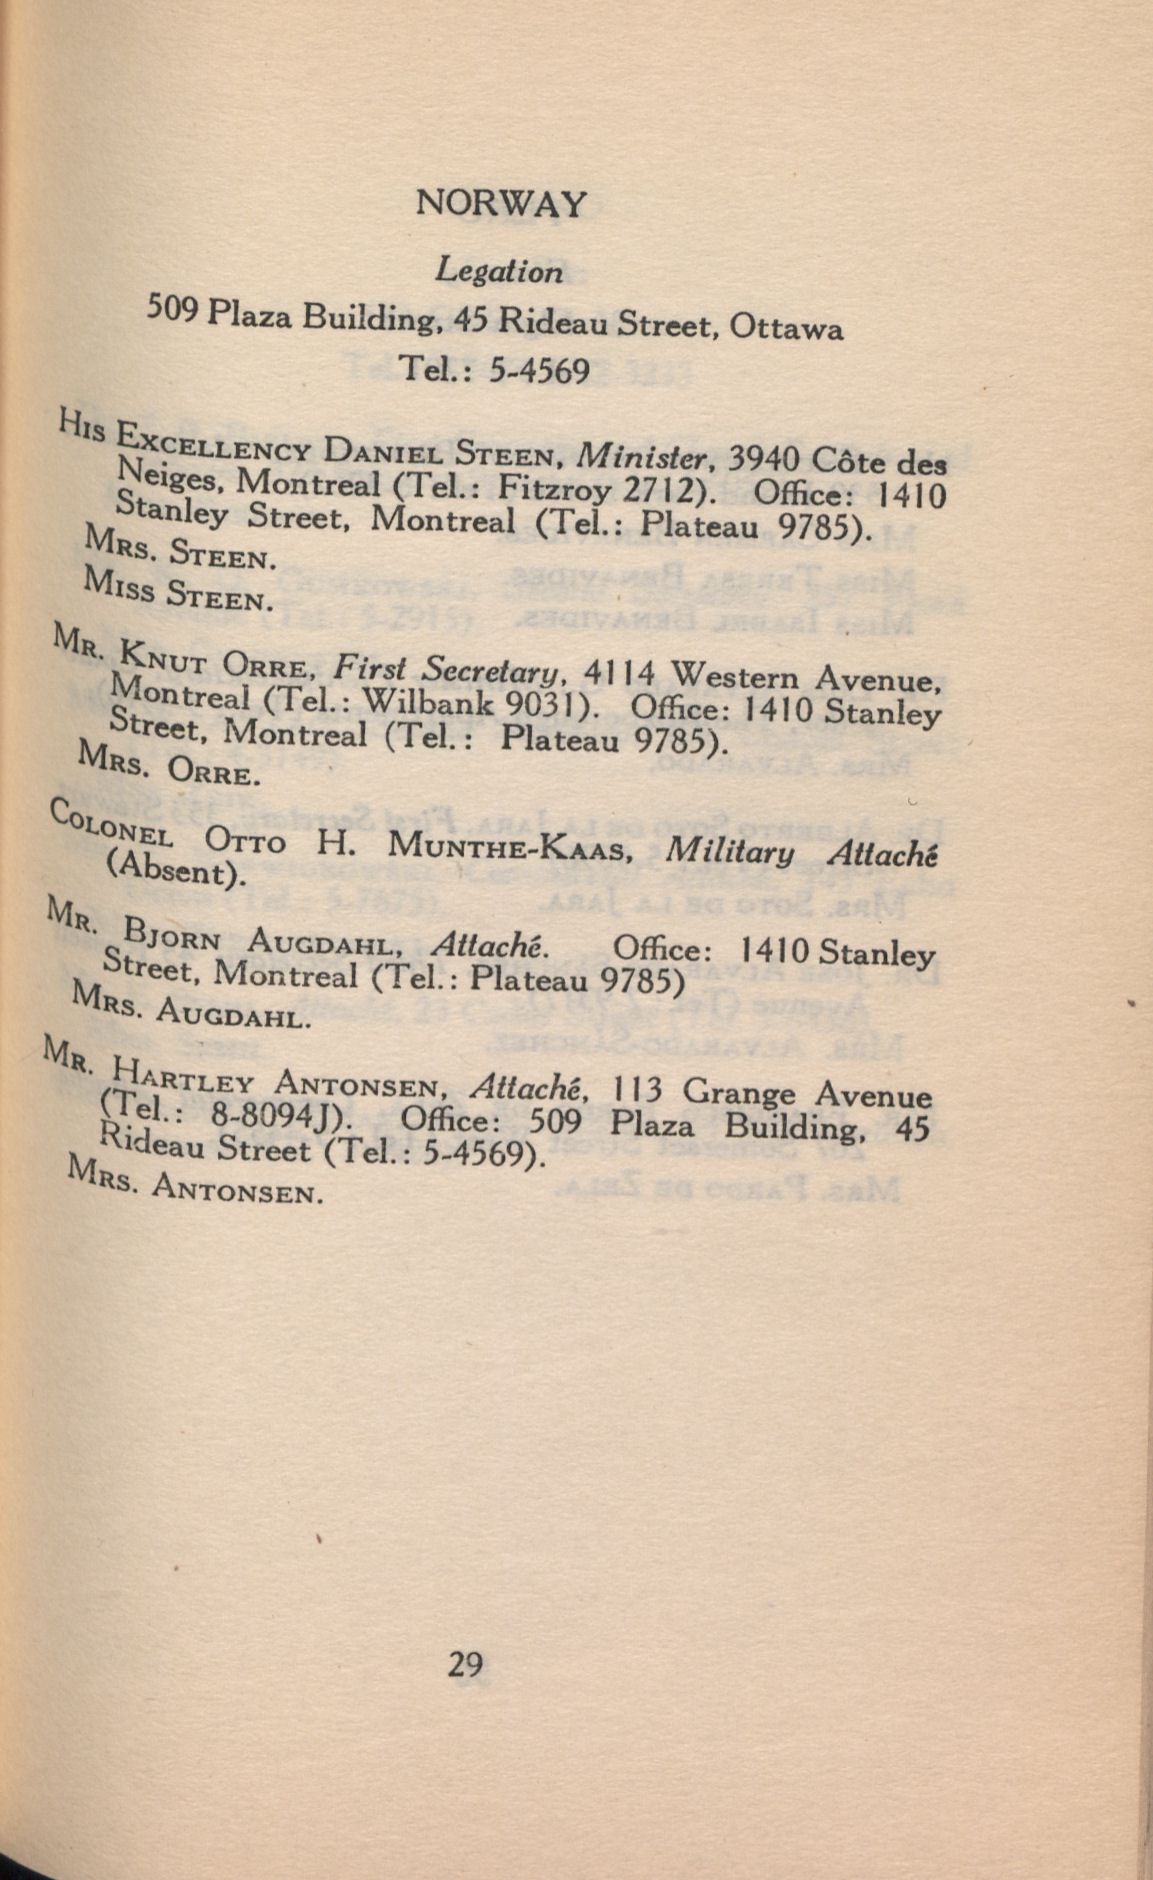 NORWAY
Legation
509 Plaza Building, 45 Rideau Street, Ottawa
Tel.: 5-4569
HIS EXCELLENCY DANIEL STEEN, Minister, 3940 Côte des
Neiges, Montreal (Tel.: Fitzroy 2712). Office: 1410
Stanley Street, Montreal (Tel.: Plateau 9785).
MRS. STEEN.
MISS STEEN.
MR. KNUT ORRE, First Secretary, 4114 Western Avenue,
Montreal (Tel.: Wilbank 9031). Office: 1410 Stanley
Street, Montreal (Tel.: Plateau 9785).
MRS. ORRE.
COLONEL OTTO H. MUNTHE-KAAS, Military Attaché
(Absent).
MR. BJORN AUGDAHL, Attaché. Office: 1410 Stanley
Street, Montreal (Tel.: Plateau 9785)
MRS. AUGDAHL.
MR. HARTLEY ANTONSEN, Attaché, 113 Grange Avenue
(Tel.: 8-8094J). Office: 509 Plaza Building, 45
Rideau Street (Tel.: 5-4569).
MRS. ANTONSEN.
29